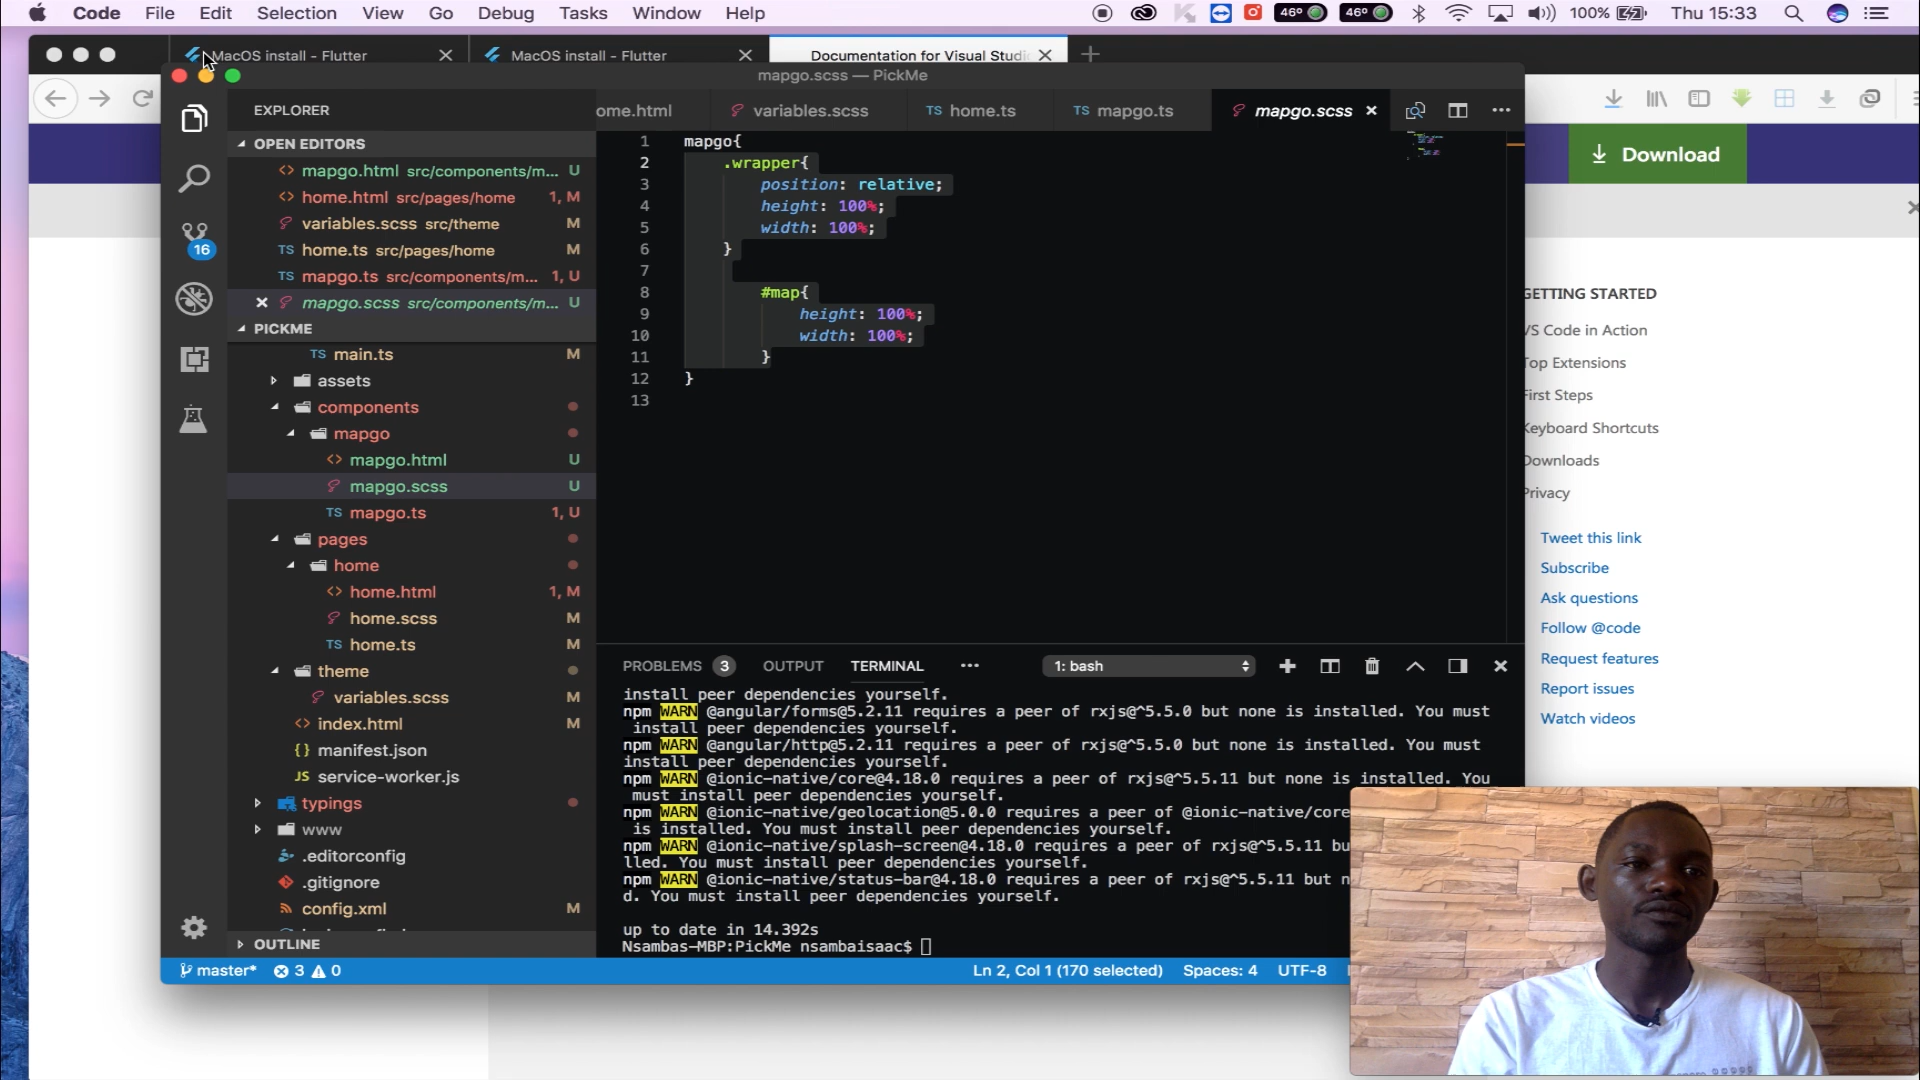 Code File Edit Selection View Go Debug Tasks Window Help
46° 46° 100% Thu 15:33
MacOS install - Flutter
MacOS install - Flutter
Documentation for Visual Studi
mapgo.scss — PickMe
EXPLORER
ome.html
variables.scss
TS home.ts
TS mapgo.ts
mapgo.scss
OPEN EDITORS
<> mapgo.html src/components/m... U
<> home.html src/pages/home 1, M
variables.scss src/theme M
TS home.ts src/pages/home M
TS mapgo.ts src/components/m... 1, U
mapgo.scss src/components/m... U
16
PICKME
TS main.ts M
assets
components
mapgo
<> mapgo.html U
mapgo.scss U
TS mapgo.ts 1, U
pages
home
<> home.html 1, M
home.scss M
TS home.ts M
theme
variables.scss M
<> index.html M
{} manifest.json
JS service-worker.js
typings
www
.editorconfig
.gitignore
config.xml M
OUTLINE
1 mapgo{
2 .wrapper{
3 position: relative;
4 height: 100%;
5 width: 100%;
6 }
7
8 #map{
9 height: 100%;
10 width: 100%;
11 }
12 }
13
PROBLEMS 3 OUTPUT TERMINAL ••• 1: bash
install peer dependencies yourself.
npm WARN @angular/forms@5.2.11 requires a peer of rxjs@^5.5.0 but none is installed. You must
install peer dependencies yourself.
npm WARN @angular/http@5.2.11 requires a peer of rxjs@^5.5.0 but none is installed. You must
install peer dependencies yourself.
npm WARN @ionic-native/core@4.18.0 requires a peer of rxjs@^5.5.11 but none is installed. You
must install peer dependencies yourself.
npm WARN @ionic-native/geolocation@5.0.0 requires a peer of @ionic-native/core
is installed. You must install peer dependencies yourself.
npm WARN @ionic-native/splash-screen@4.18.0 requires a peer of rxjs@^5.5.11 bu
lled. You must install peer dependencies yourself.
npm WARN @ionic-native/status-bar@4.18.0 requires a peer of rxjs@^5.5.11 but n
d. You must install peer dependencies yourself.
up to date in 14.392s
Nsambas-MBP:PickMe nsambaisaac$
master* 3 0
Ln 2, Col 1 (170 selected) Spaces: 4 UTF-8
Download
GETTING STARTED
VS Code in Action
Top Extensions
First Steps
Keyboard Shortcuts
Downloads
Privacy
Tweet this link
Subscribe
Ask questions
Follow @code
Request features
Report issues
Watch videos